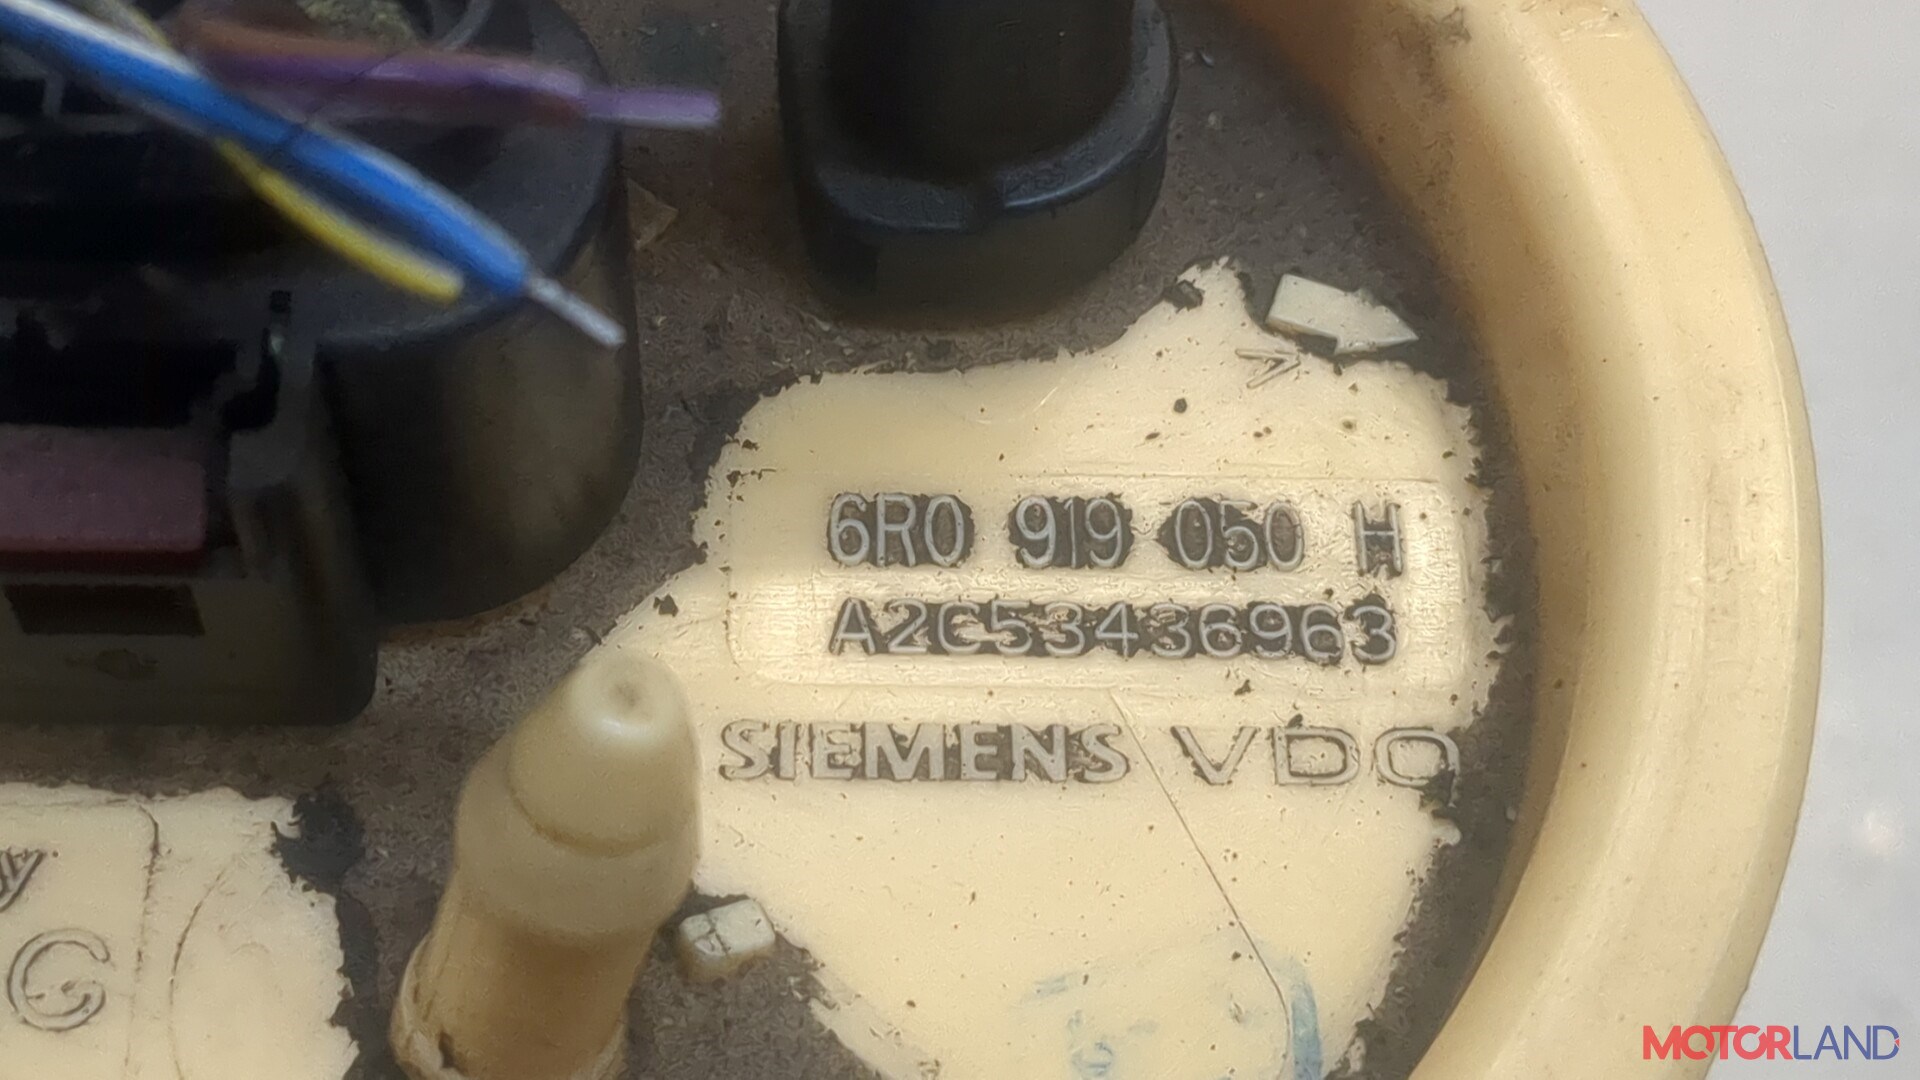 6R0 919 050 H
A2C53436963
SIEMENS VDO
G
MOTORLAND